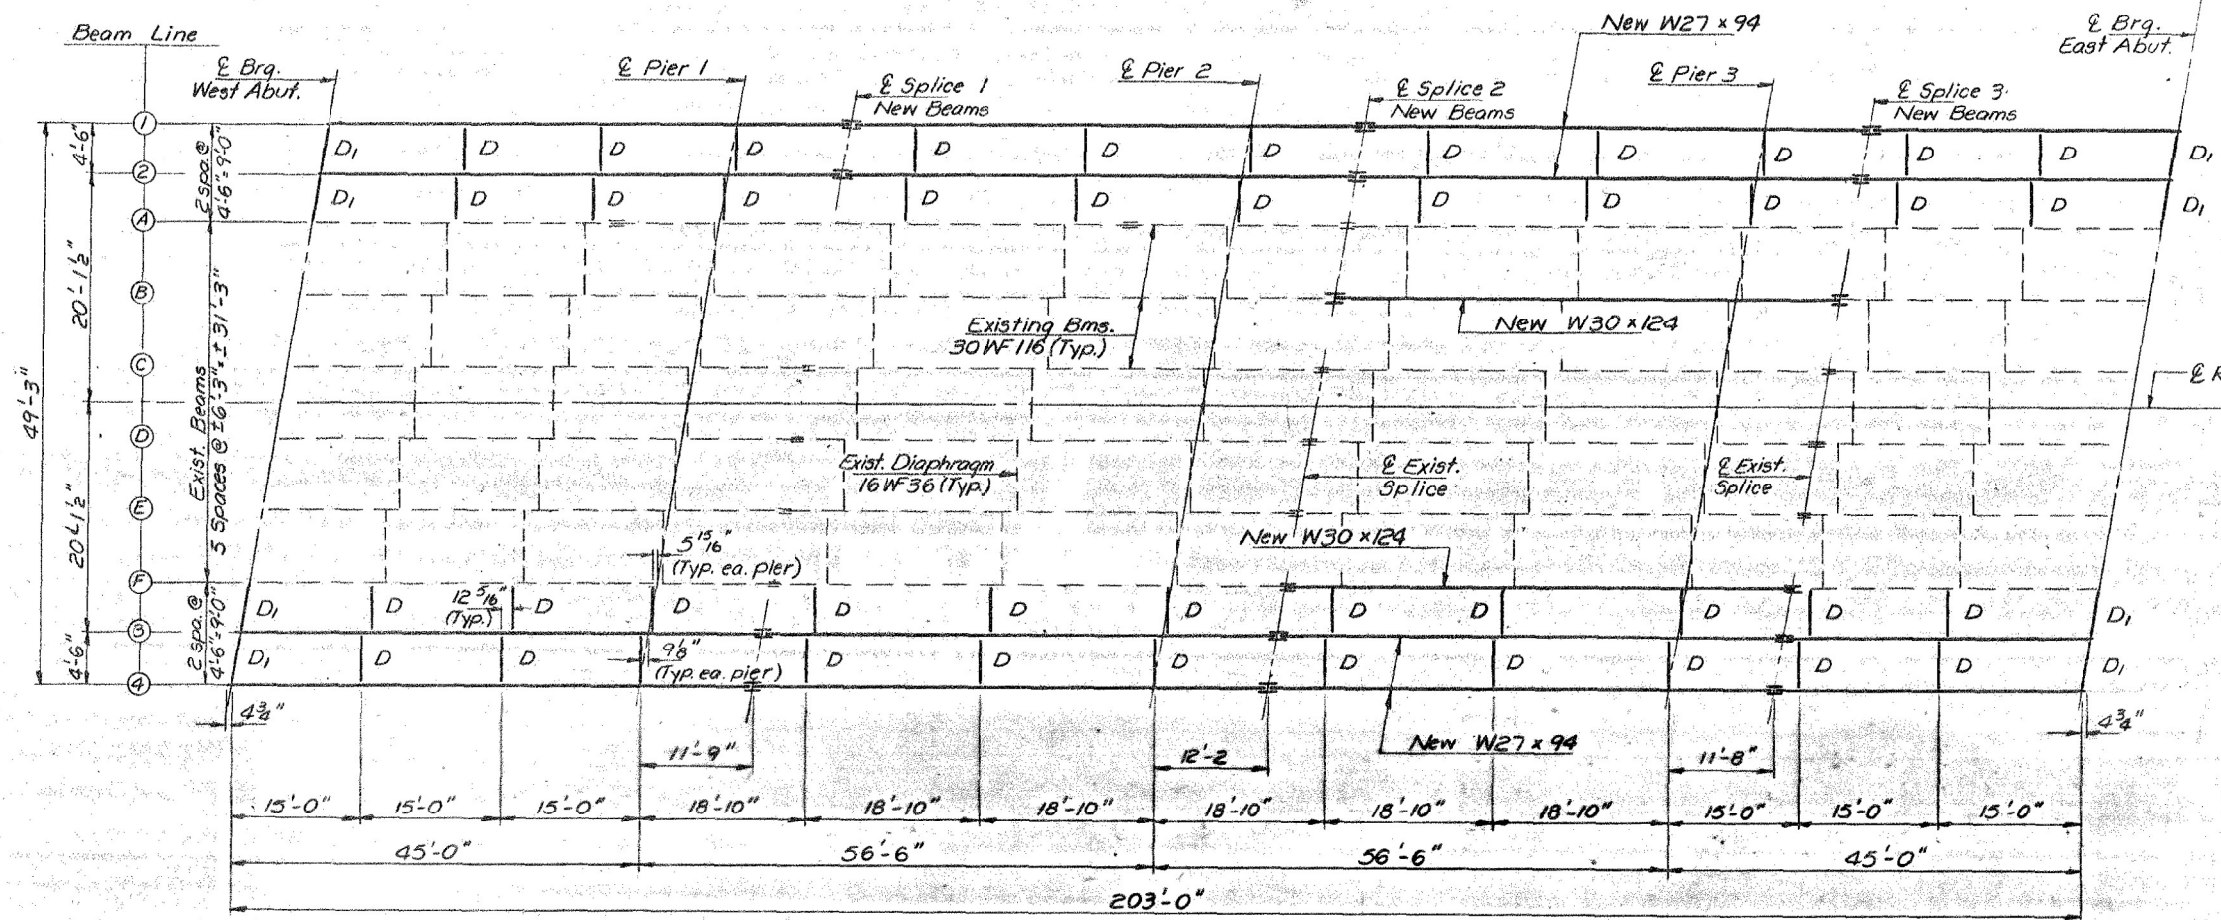 Beam Line
℄ Brg.
West Abut.
℄ Pier 1
℄ Splice 1
New Beams
℄ Pier 2
℄ Splice 2
New Beams
New W27 x 94
℄ Pier 3
℄ Splice 3
New Beams
℄ Brg.
East Abut.
1
2
A
B
C
D
E
F
3
4
49'-3"
4'-6"
20'-1½"
20'-1½"
4'-6"
2 spa. @
4'-6"=9'-0"
Exist. Beams
5 Spaces @ ±6'-3"=±31'-3"
2 spa. @
4'-6"=9'-0"
D₁ D D D D D D D D D D D D₁
D₁ D D D D D D D D D D D D₁
Existing Bms.
30 WF 116 (Typ.)
New W30 x 124
℄
Exist. Diaphragm
16 WF 36 (Typ.)
℄ Exist.
Splice
℄ Exist.
Splice
New W30 x 124
5 15/16"
(Typ. ea. pier)
12 5/16"
(Typ.)
D₁ D D D D D D D D D D D D₁
D₁ D D D D D D D D D D D D₁
(Typ. ea. pier)
4¾"
4¾"
11'-9"
12'-2
New W27 x 94
11'-8"
15'-0" 15'-0" 15'-0" 18'-10" 18'-10" 18'-10" 18'-10" 18'-10" 18'-10" 15'-0" 15'-0" 15'-0"
45'-0" 56'-6" 56'-6" 45'-0"
203'-0"